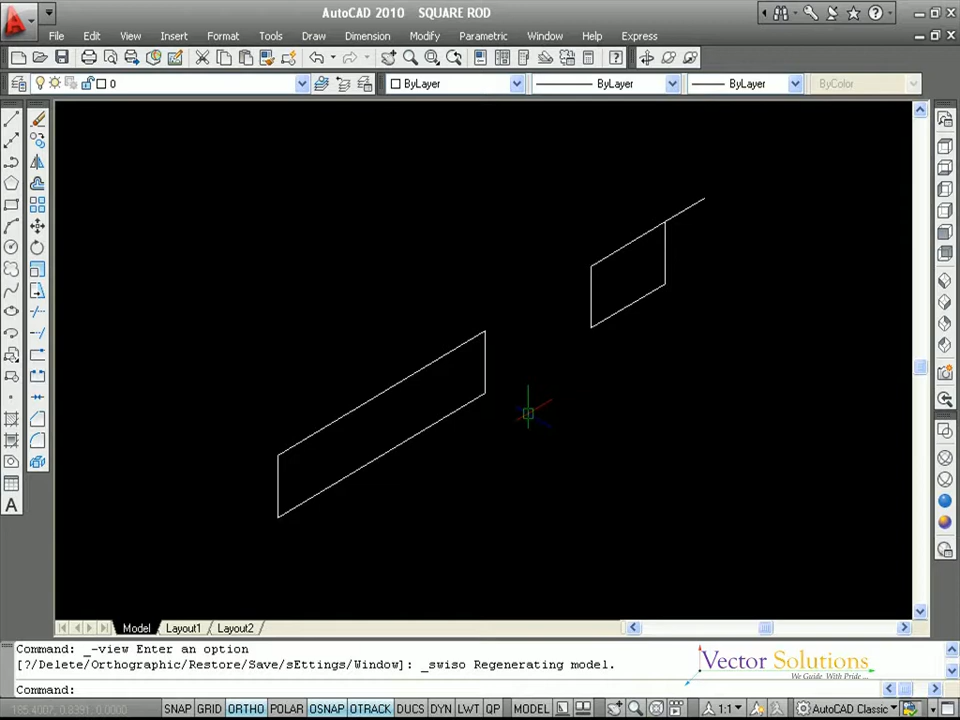 AutoCAD 2010 SQUARE ROD
File Edit View Insert Format Tools Draw Dimension Modify Parametric Window Help Express
0 ByLayer ByLayer ByLayer ByColor
A
Model Layout1 Layout2
Command: _-view Enter an option
[?/Delete/Orthographic/Restore/Save/sEttings/Window]: _swiso Regenerating model.
Vector Solutions
We Guide With Pride ...
Command:
SNAP GRID ORTHO POLAR OSNAP OTRACK DUCS DYN LWT QP MODEL 1:1 AutoCAD Classic